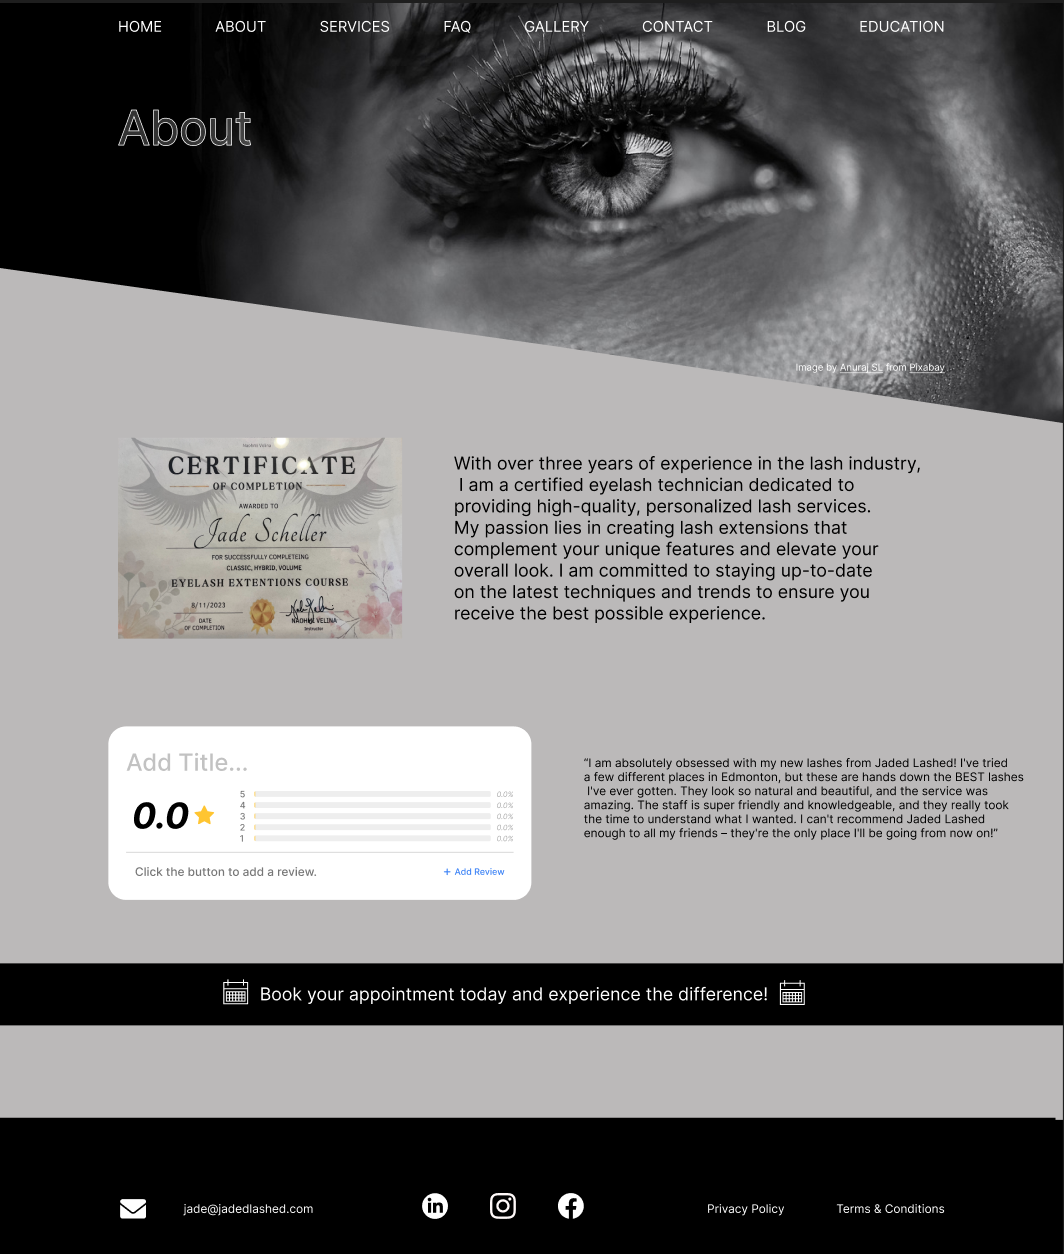 HOME ABOUT SERVICES FAQ GALLERY CONTACT BLOG EDUCATION
About
Image by Anuraj SL from Pixabay
Naohmi Velina
CERTIFICATE
OF COMPLETION
AWARDED TO
Jade Scheller
FOR SUCCESSFULLY COMPLETEING
CLASSIC, HYBRID, VOLUME
EYELASH EXTENTIONS COURSE
8/11/2023
DATE
OF COMPLETION
NAOHMI VELINA
Instructor
With over three years of experience in the lash industry,
I am a certified eyelash technician dedicated to
providing high-quality, personalized lash services.
My passion lies in creating lash extensions that
complement your unique features and elevate your
overall look. I am committed to staying up-to-date
on the latest techniques and trends to ensure you
receive the best possible experience.
Add Title...
0.0
5 0.0%
4 0.0%
3 0.0%
2 0.0%
1 0.0%
Click the button to add a review.
+ Add Review
“I am absolutely obsessed with my new lashes from Jaded Lashed! I've tried
a few different places in Edmonton, but these are hands down the BEST lashes
I've ever gotten. They look so natural and beautiful, and the service was
amazing. The staff is super friendly and knowledgeable, and they really took
the time to understand what I wanted. I can't recommend Jaded Lashed
enough to all my friends – they're the only place I'll be going from now on!”
Book your appointment today and experience the difference!
jade@jadedlashed.com
in
Privacy Policy
Terms & Conditions